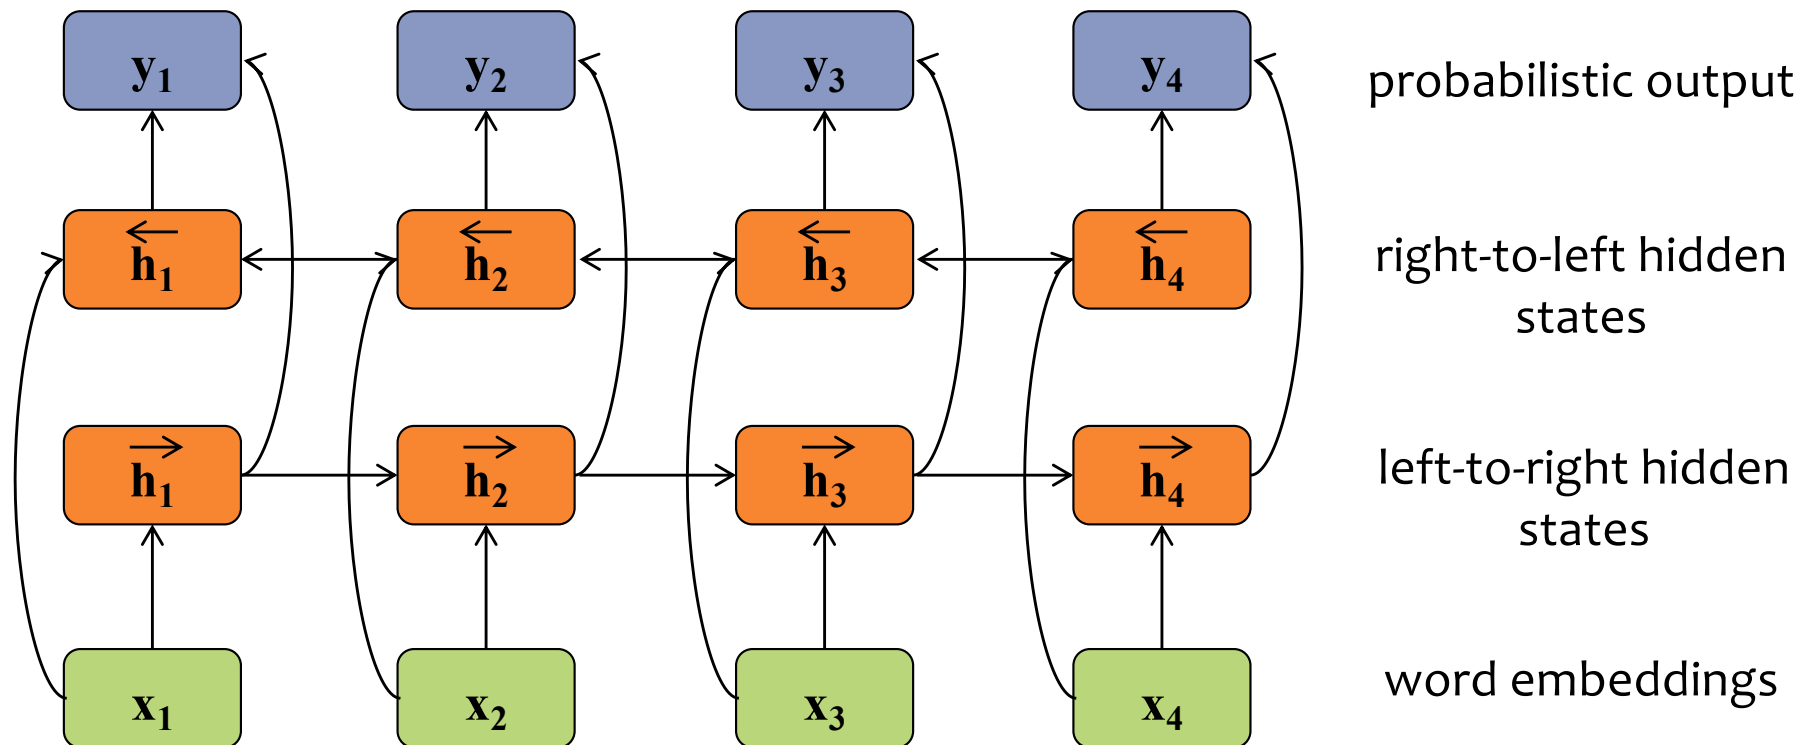 y₁ y₂ y₃ y₄ probabilistic output
←h₁ ←h₂ ←h₃ ←h₄ right-to-left hidden
states
→h₁ →h₂ →h₃ →h₄ left-to-right hidden
states
x₁ x₂ x₃ x₄ word embeddings